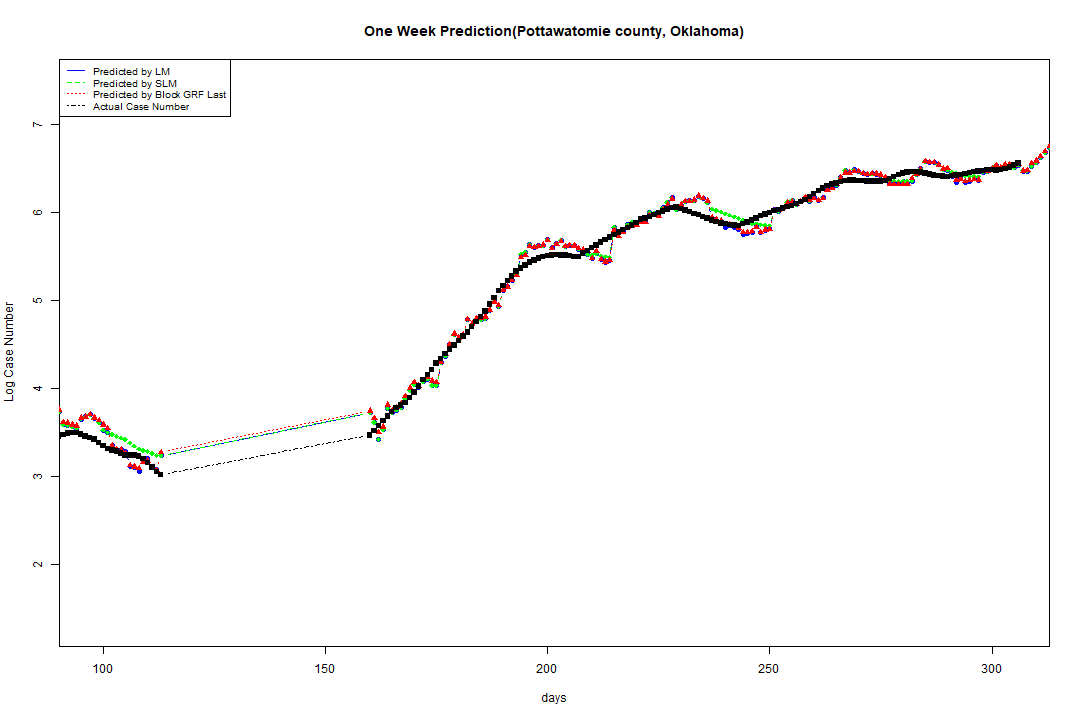 One Week Prediction(Pottawatomie county, Oklahoma)
Predicted by LM
Predicted by SLM
Predicted by Block GRF Last
Actual Case Number
7
6
5
4
3
2
Log Case Number
100 150 200 250 300
days